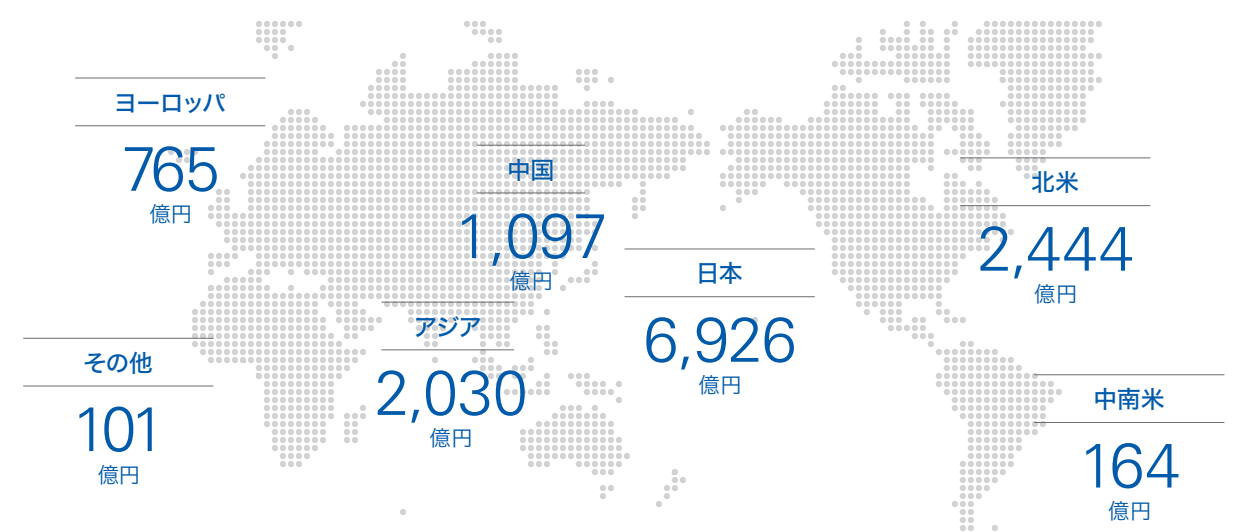 ヨーロッパ
765
億円
中国
1,097
億円
北米
2,444
億円
日本
6,926
億円
アジア
2,030
億円
その他
101
億円
中南米
164
億円